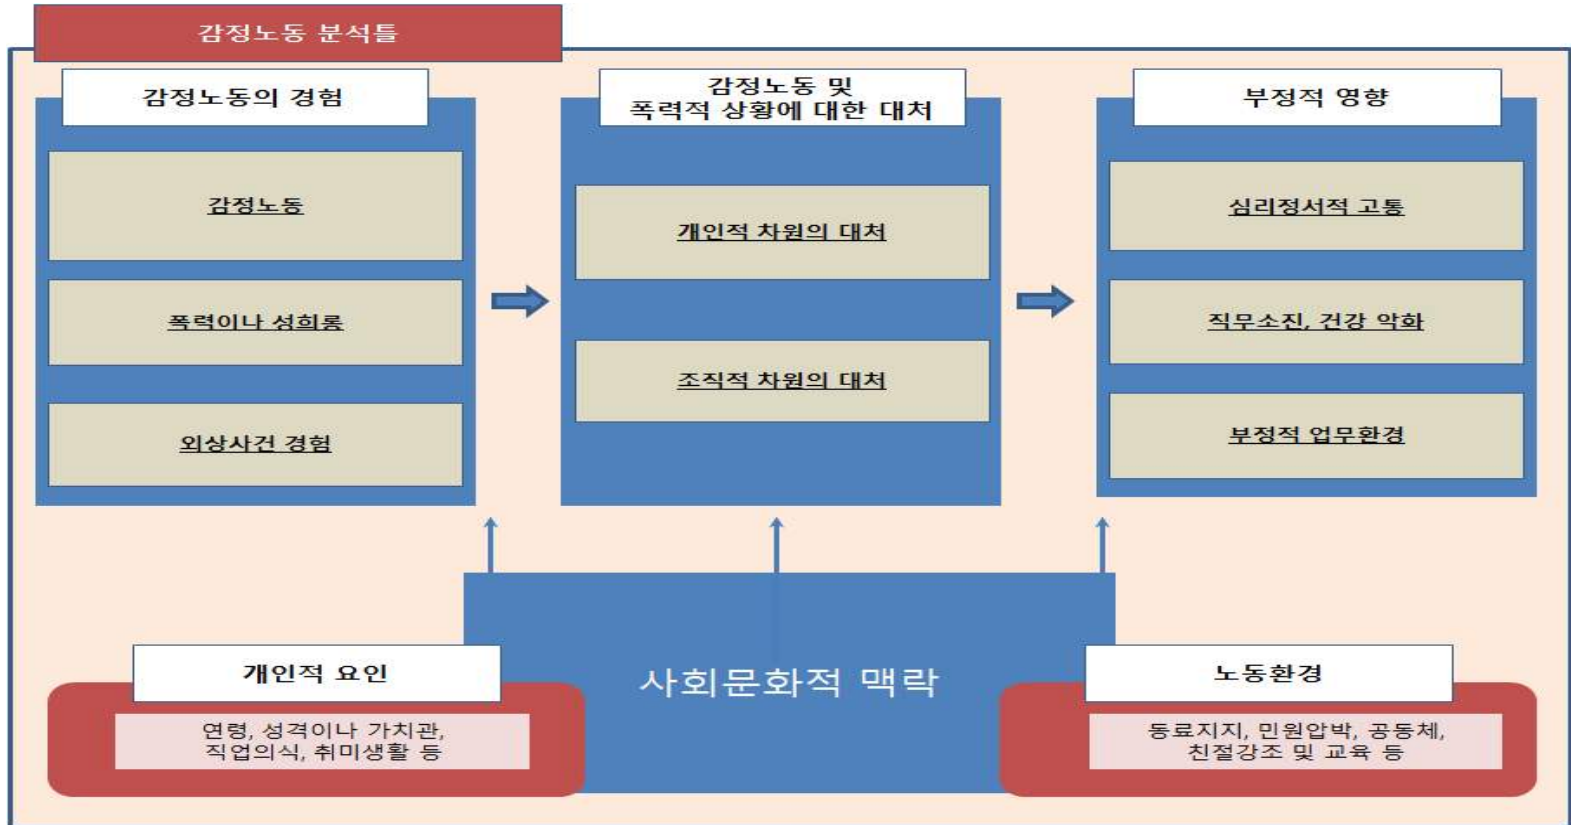 감정노동 분석틀
감정노동의 경험
감정노동
폭력이나 성희롱
외상사건 경험
감정노동 및
폭력적 상황에 대한 대처
개인적 차원의 대처
조직적 차원의 대처
부정적 영향
심리정서적 고통
직무소진, 건강 악화
부정적 업무환경
사회문화적 맥락
개인적 요인
연령, 성격이나 가치관,
직업의식, 취미생활 등
노동환경
동료지지, 민원압박, 공동체,
친절강조 및 교육 등